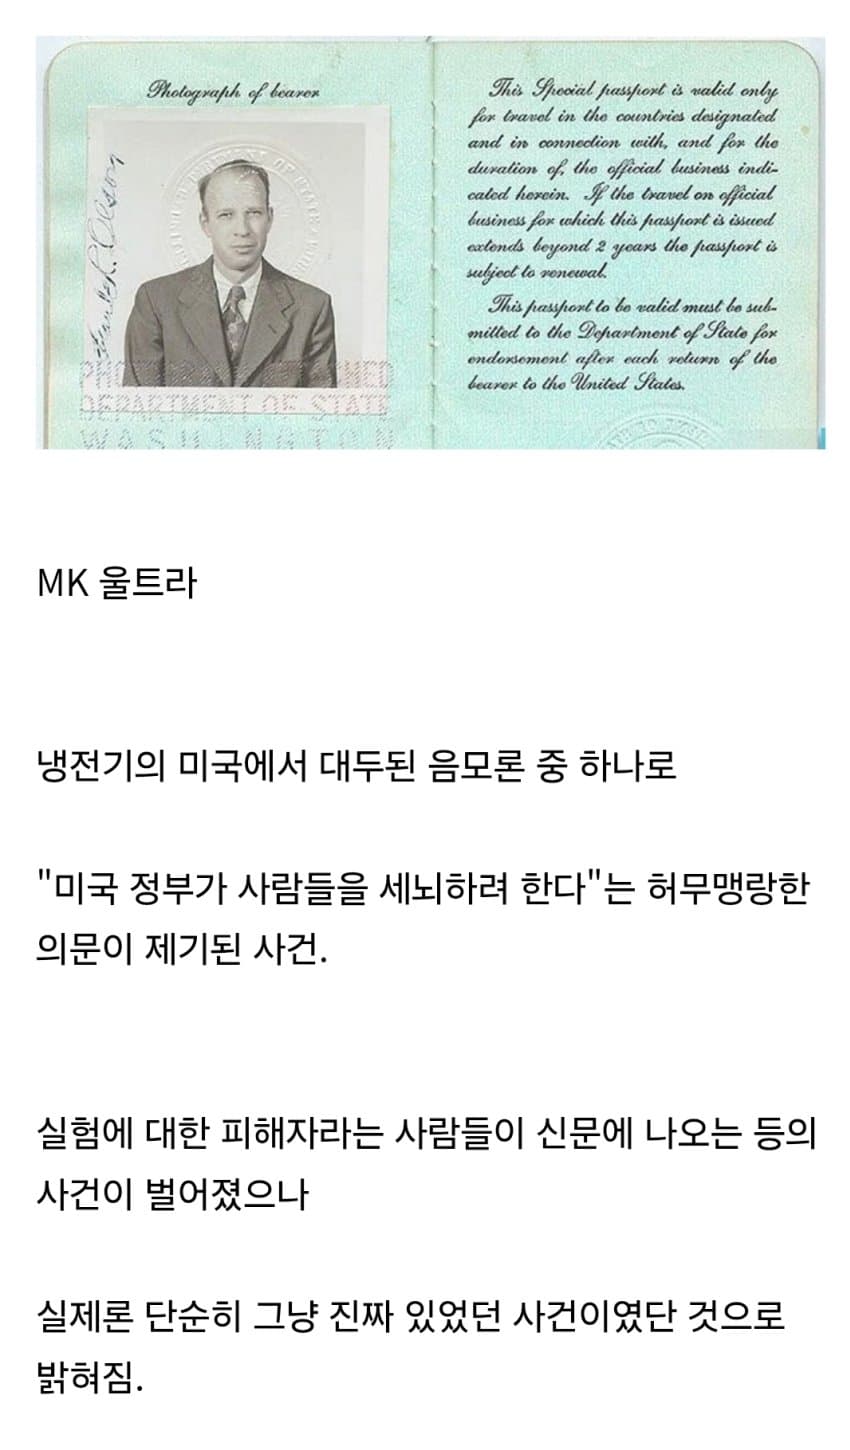 Photograph of bearer
This Special passport is valid only
for travel in the countries designated
and in connection with, and for the
duration of, the official business indi-
cated herein. If the travel on official
business for which this passport is issued
extends beyond 2 years the passport is
subject to renewal.
This passport to be valid must be sub-
mitted to the Department of State for
endorsement after each return of the
bearer to the United States.
Olson
DEPARTMENT OF STATE
WASHINGTON
MK 울트라
냉전기의 미국에서 대두된 음모론 중 하나로
"미국 정부가 사람들을 세뇌하려 한다"는 허무맹랑한
의문이 제기된 사건.
실험에 대한 피해자라는 사람들이 신문에 나오는 등의
사건이 벌어졌으나
실제론 단순히 그냥 진짜 있었던 사건이였단 것으로
밝혀짐.